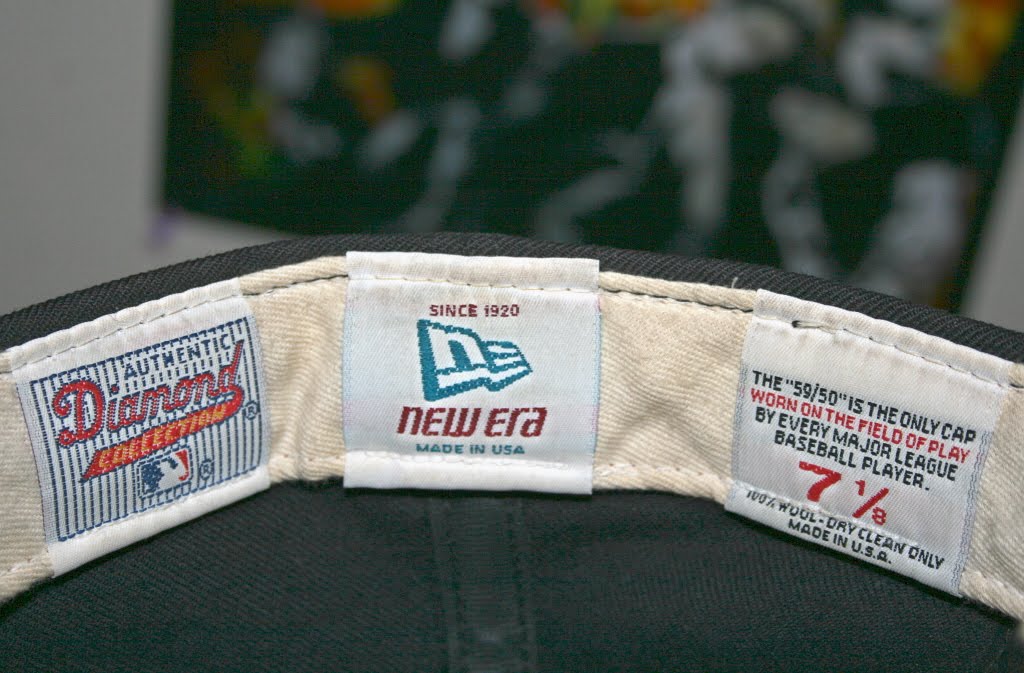 AUTHENTIC
Diamond
COLLECTION
®
®
SINCE 1920
new era
MADE IN USA
THE "59/50" IS THE ONLY CAP
WORN ON THE FIELD OF PLAY
BY EVERY MAJOR LEAGUE
BASEBALL PLAYER.
7 1/8
100% WOOL - DRY CLEAN ONLY
MADE IN U.S.A.